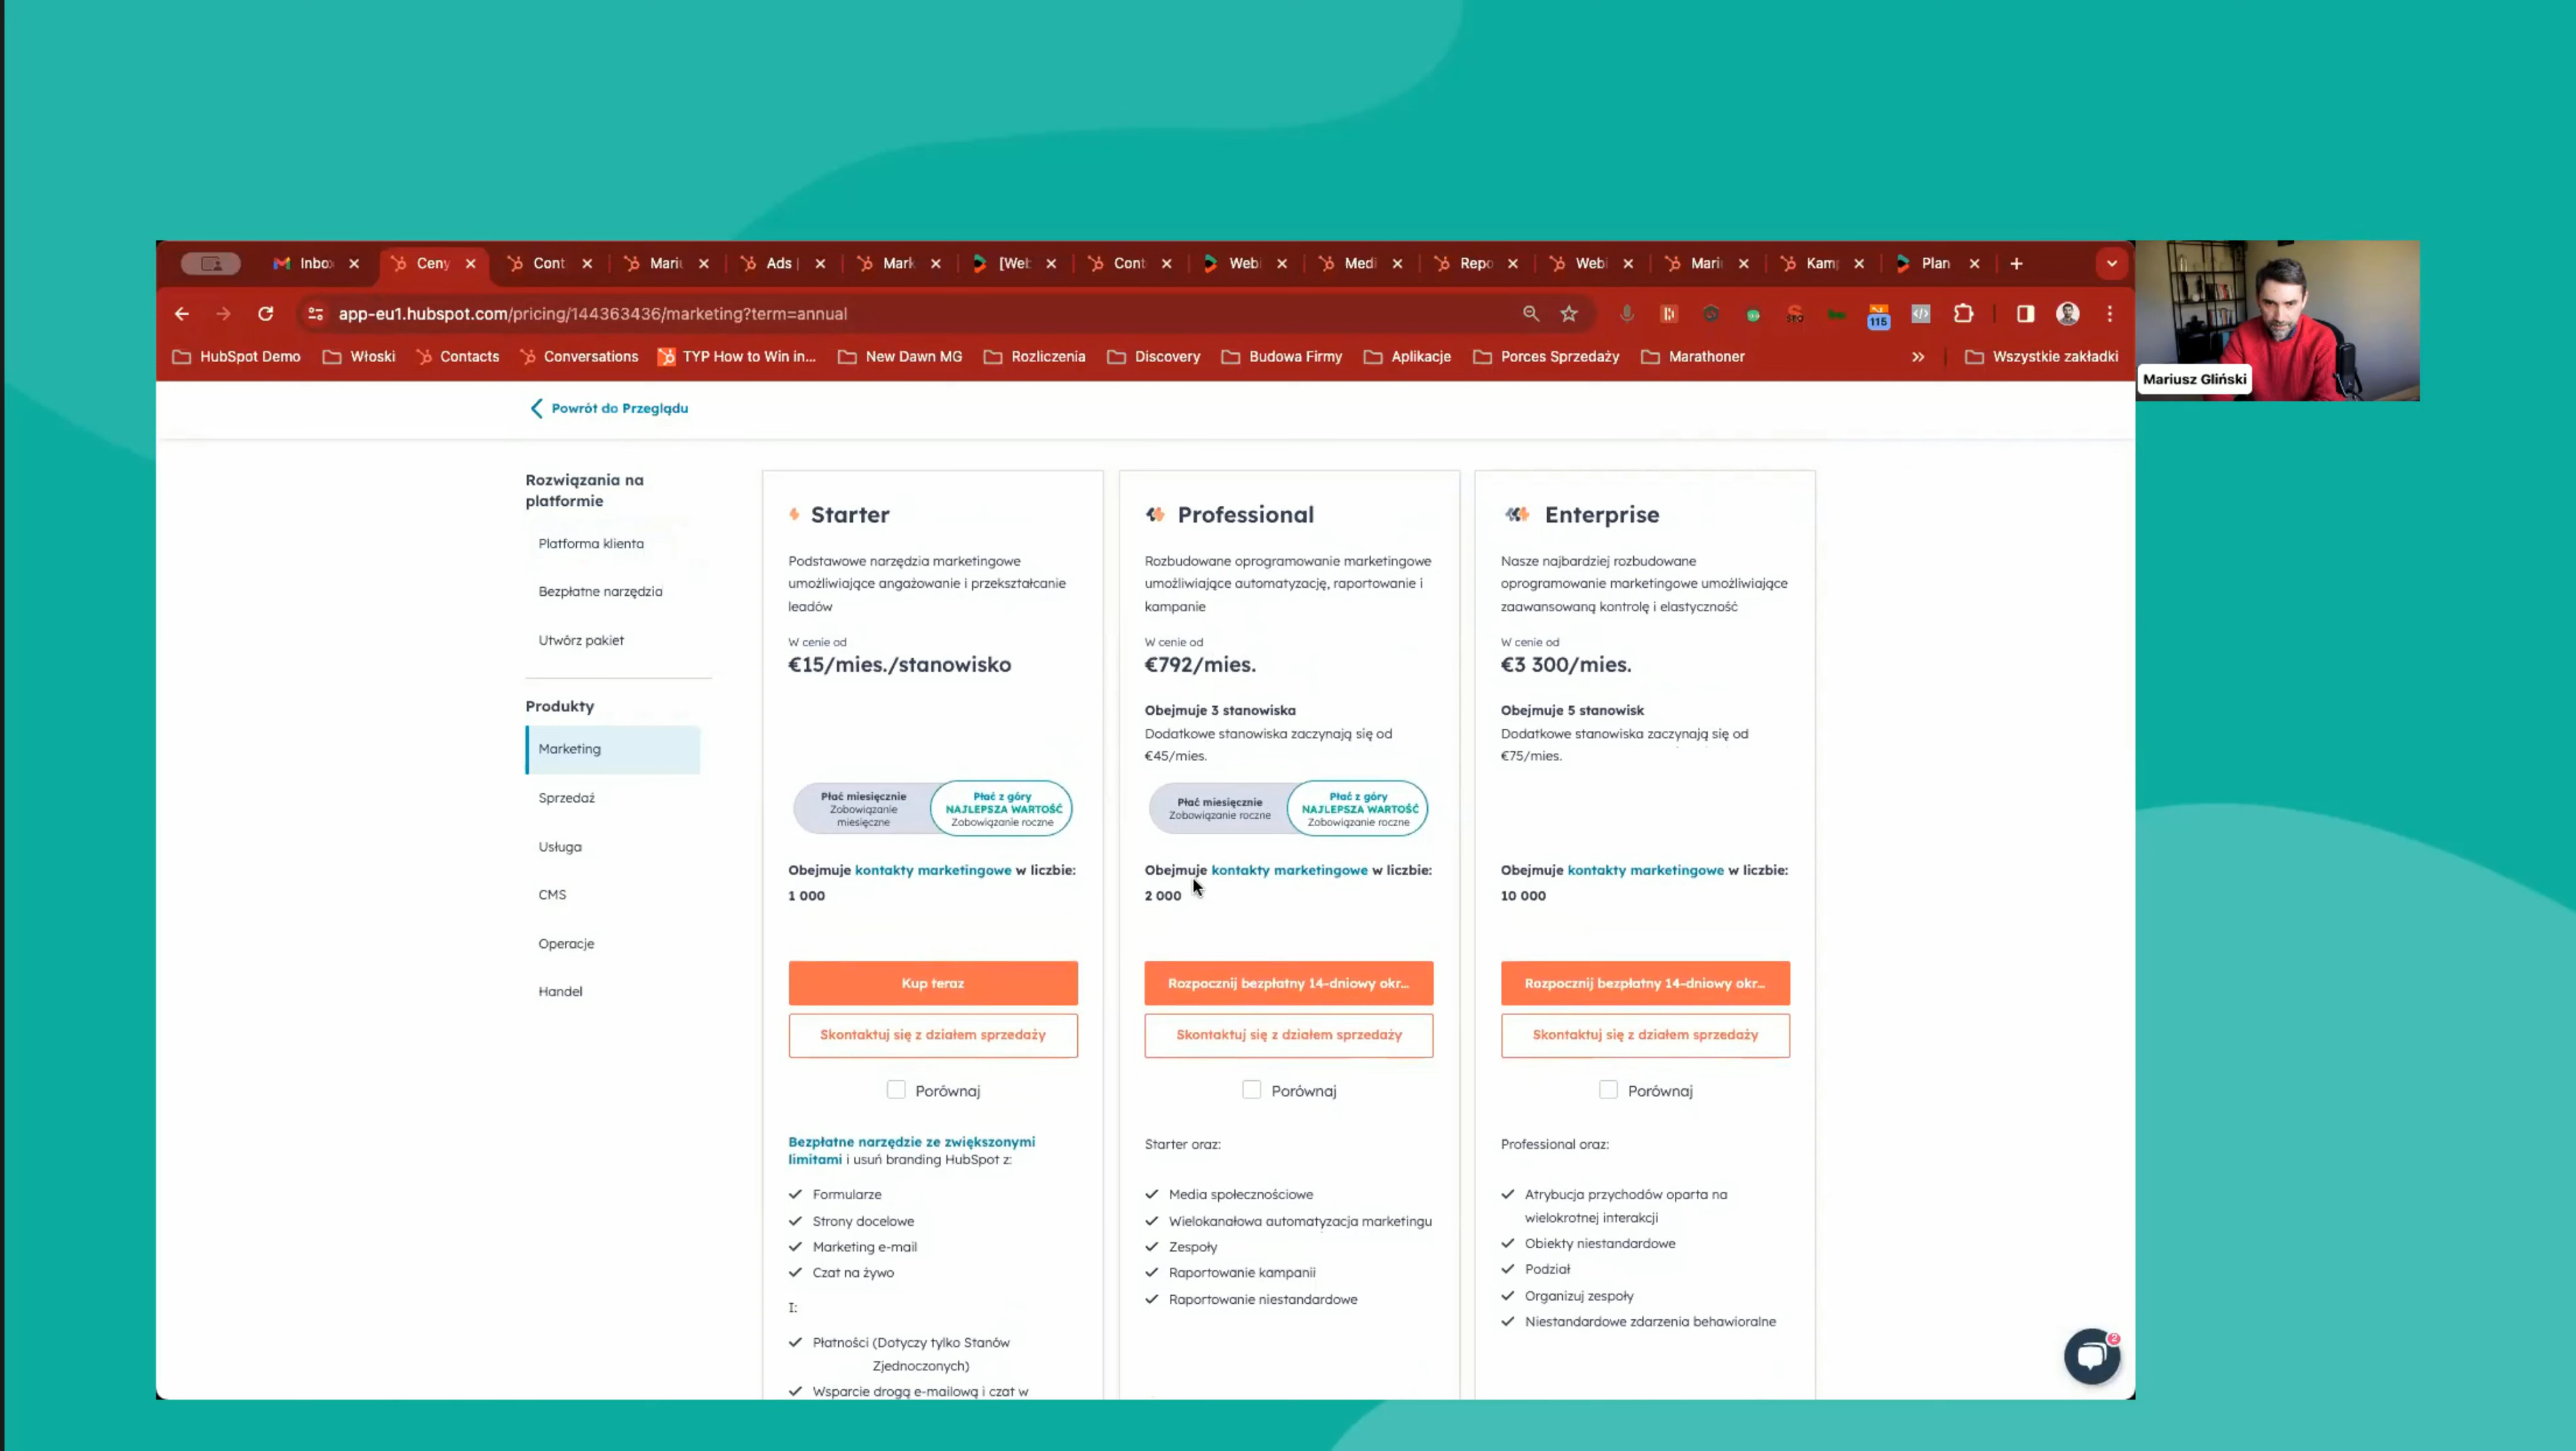 Inbo
Ceny
Cont
Mari
Ads |
Mark
[Web
Cont
Webi
Medi
Repo
Webi
Mari
Kam
Plan
app-eu1.hubspot.com/pricing/144363436/marketing?term=annual
115
HubSpot Demo
Włoski
Contacts
Conversations
TYP How to Win in...
New Dawn MG
Rozliczenia
Discovery
Budowa Firmy
Aplikacje
Porces Sprzedaży
Marathoner
»
Wszystkie zakładki
Mariusz Gliński
Powrót do Przeglądu
Rozwiązania na
platformie
Platforma klienta
Bezpłatne narzędzia
Utwórz pakiet
Produkty
Marketing
Sprzedaż
Usługa
CMS
Operacje
Handel
Starter
Podstawowe narzędzia marketingowe
umożliwiające angażowanie i przekształcanie
leadów
W cenie od
€15/mies./stanowisko
Płać miesięcznie
Zobowiązanie
miesięczne
Płać z góry
NAJLEPSZA WARTOŚĆ
Zobowiązanie roczne
Obejmuje kontakty marketingowe w liczbie:
1 000
Kup teraz
Skontaktuj się z działem sprzedaży
Porównaj
Bezpłatne narzędzie ze zwiększonymi
limitami i usuń branding HubSpot z:
Formularze
Strony docelowe
Marketing e-mail
Czat na żywo
I:
Płatności (Dotyczy tylko Stanów
Zjednoczonych)
Wsparcie drogą e-mailową i czat w
Professional
Rozbudowane oprogramowanie marketingowe
umożliwiające automatyzację, raportowanie i
kampanie
W cenie od
€792/mies.
Obejmuje 3 stanowiska
Dodatkowe stanowiska zaczynają się od
€45/mies.
Płać miesięcznie
Zobowiązanie roczne
Płać z góry
NAJLEPSZA WARTOŚĆ
Zobowiązanie roczne
Obejmuje kontakty marketingowe w liczbie:
2 000
Rozpocznij bezpłatny 14-dniowy okr...
Skontaktuj się z działem sprzedaży
Porównaj
Starter oraz:
Media społecznościowe
Wielokanałowa automatyzacja marketingu
Zespoły
Raportowanie kampanii
Raportowanie niestandardowe
Enterprise
Nasze najbardziej rozbudowane
oprogramowanie marketingowe umożliwiające
zaawansowaną kontrolę i elastyczność
W cenie od
€3 300/mies.
Obejmuje 5 stanowisk
Dodatkowe stanowiska zaczynają się od
€75/mies.
Obejmuje kontakty marketingowe w liczbie:
10 000
Rozpocznij bezpłatny 14-dniowy okr...
Skontaktuj się z działem sprzedaży
Porównaj
Professional oraz:
Atrybucja przychodów oparta na
wielokrotnej interakcji
Obiekty niestandardowe
Podział
Organizuj zespoły
Niestandardowe zdarzenia behawioralne
2